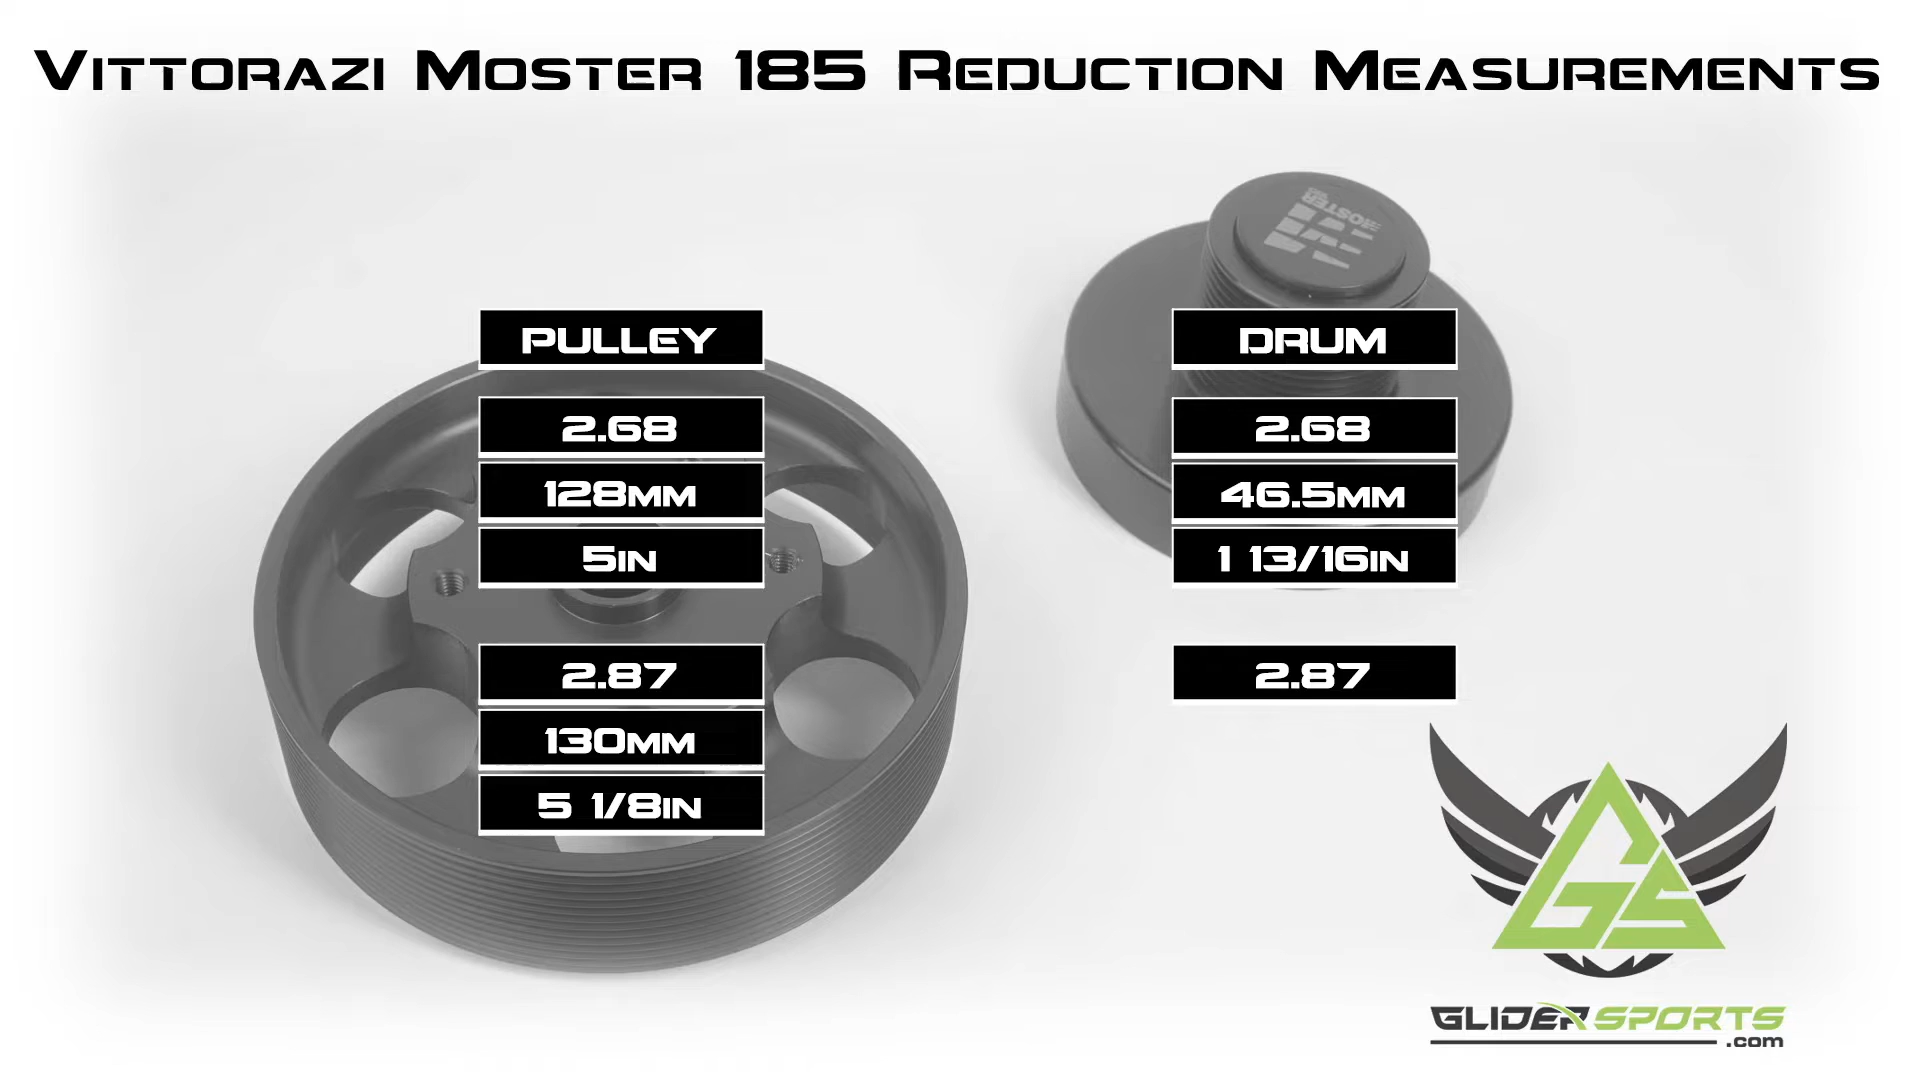 VITTORAZI MOSTER 185 REDUCTION MEASUREMENTS
MOSTER
PULLEY
2.68
128MM
5IN
2.87
130MM
5 1/8IN
DRUM
2.68
46.5MM
1 13/16IN
2.87
GS
GLIDERSPORTS
.com